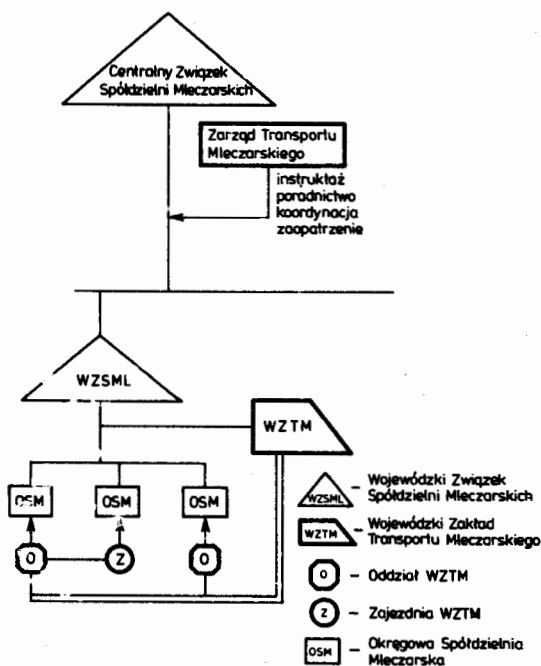 Centralny Związek
Spółdzielni Mleczarskich
Zarząd Transportu
Mleczarskiego
instruktaż
poradnictwo
koordynacja
zaopatrzenie
WZSML
WZTM
OSM OSM OSM
O Z O
WZSML – Wojewódzki Związek
Spółdzielni Mleczarskich
WZTM – Wojewódzki Zakład
Transportu Mleczarskiego
O – Oddział WZTM
Z – Zajezdnia WZTM
OSM – Okręgowa Spółdzielnia
Mleczarska